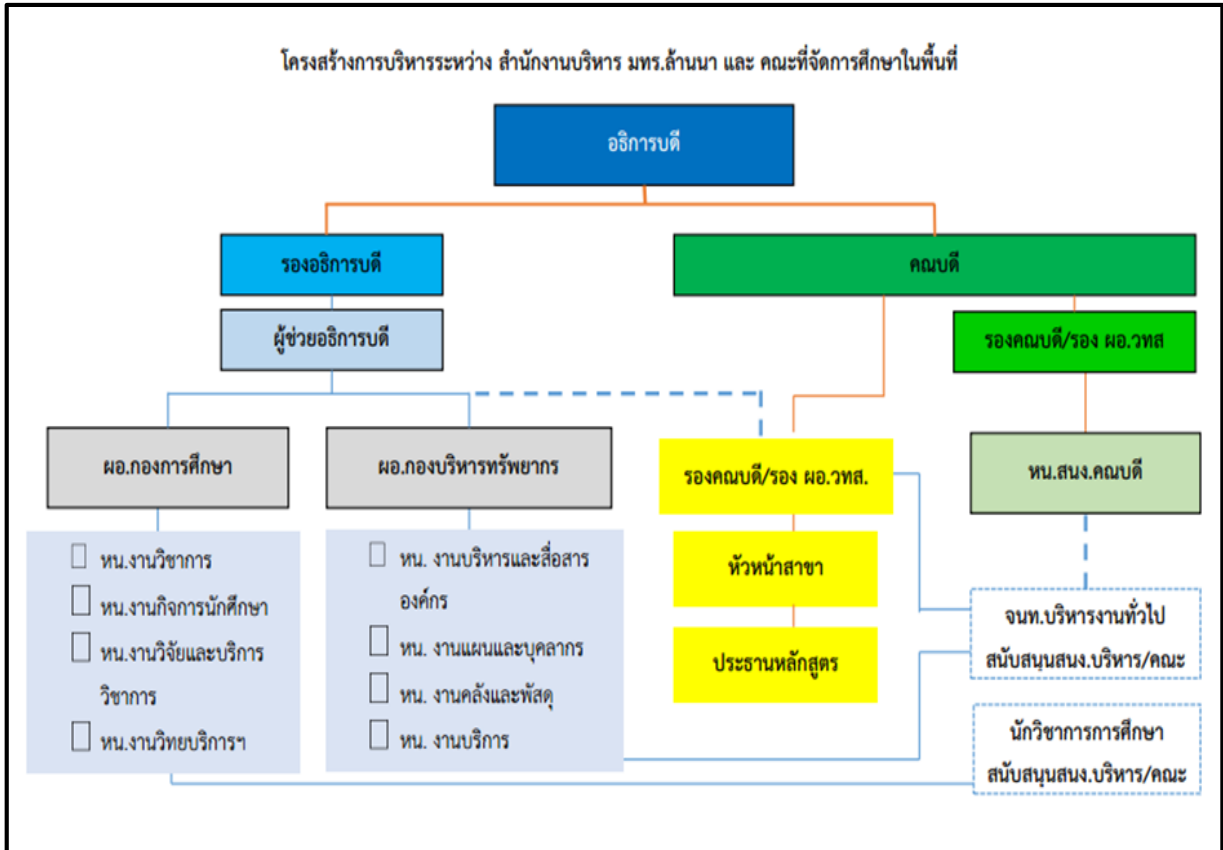 โครงสร้างการบริหารระหว่าง สำนักงานบริหาร มทร.ล้านนา และ คณะที่จัดการศึกษาในพื้นที่
อธิการบดี
รองอธิการบดี
คณบดี
ผู้ช่วยอธิการบดี
รองคณบดี/รอง ผอ.วทส
ผอ.กองการศึกษา
ผอ.กองบริหารทรัพยากร
รองคณบดี/รอง ผอ.วทส.
หน.สนง.คณบดี
หน.งานวิชาการ
หน.งานกิจการนักศึกษา
หน.งานวิจัยและบริการ
วิชาการ
หน.งานวิทยบริการฯ
หน. งานบริหารและสื่อสาร
องค์กร
หน. งานแผนและบุคลากร
หน. งานคลังและพัสดุ
หน. งานบริการ
หัวหน้าสาขา
ประธานหลักสูตร
จนท.บริหารงานทั่วไป
สนับสนุนสนง.บริหาร/คณะ
นักวิชาการการศึกษา
สนับสนุนสนง.บริหาร/คณะ